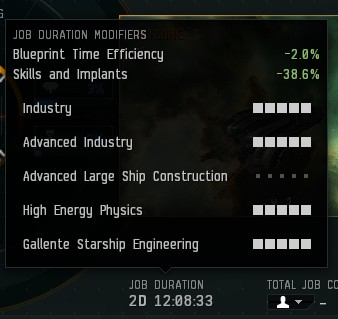 JOB DURATION MODIFIERS
Blueprint Time Efficiency -2.0%
Skills and Implants -38.6%
Industry
Advanced Industry
Advanced Large Ship Construction
High Energy Physics
Gallente Starship Engineering
JOB DURATION TOTAL JOB CO
2D 12:08:33 –